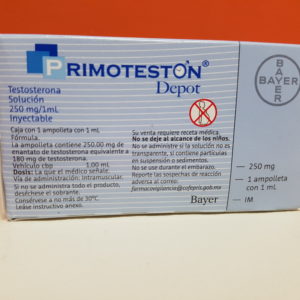 PRIMOTESTON®
Depot
Testosterona
Solución
250 mg/1mL
Inyectable
BAYER
BAYER
Caja con 1 ampolleta con 1 mL
Fórmula:
La ampolleta contiene 250.00 mg de
enantato de testosterona equivalente a
180 mg de testosterona.
Vehículo cbp 1.00 mL
Dosis: La que el médico señale.
Vía de administración: Intramuscular.
Si no se administra todo el producto,
deséchese el sobrante.
Consérvese a no más de 30°C.
Léase instructivo anexo.
Su venta requiere receta médica.
No se deje al alcance de los niños.
No se administre si la solución no es
transparente, si contiene partículas
en suspensión o sedimentos.
No se use durante el embarazo.
Reporte las sospechas de reacción
adversa al correo:
farmacovigilancia@cofepris.gob.mx
Bayer
250 mg
1 ampolleta
con 1 mL
IM